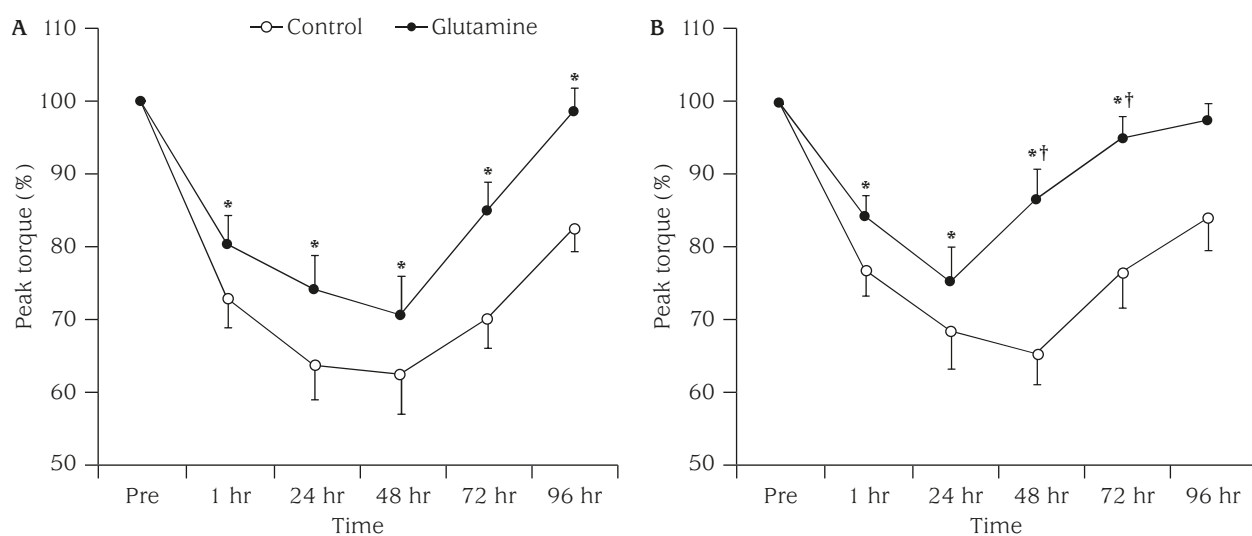 A
Control Glutamine
110
100
90
80
70
60
50
Peak torque (%)
* * * * *
Pre 1 hr 24 hr 48 hr 72 hr 96 hr
Time
B
110
100
90
80
70
60
50
Peak torque (%)
* * *† *†
Pre 1 hr 24 hr 48 hr 72 hr 96 hr
Time